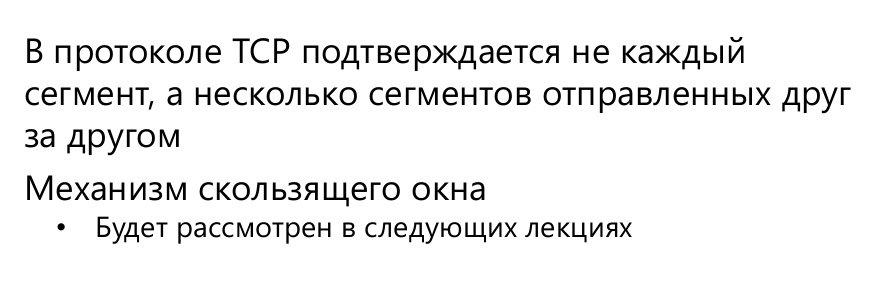 В протоколе TCP подтверждается не каждый
сегмент, а несколько сегментов отправленных друг
за другом
Механизм скользящего окна
• Будет рассмотрен в следующих лекциях